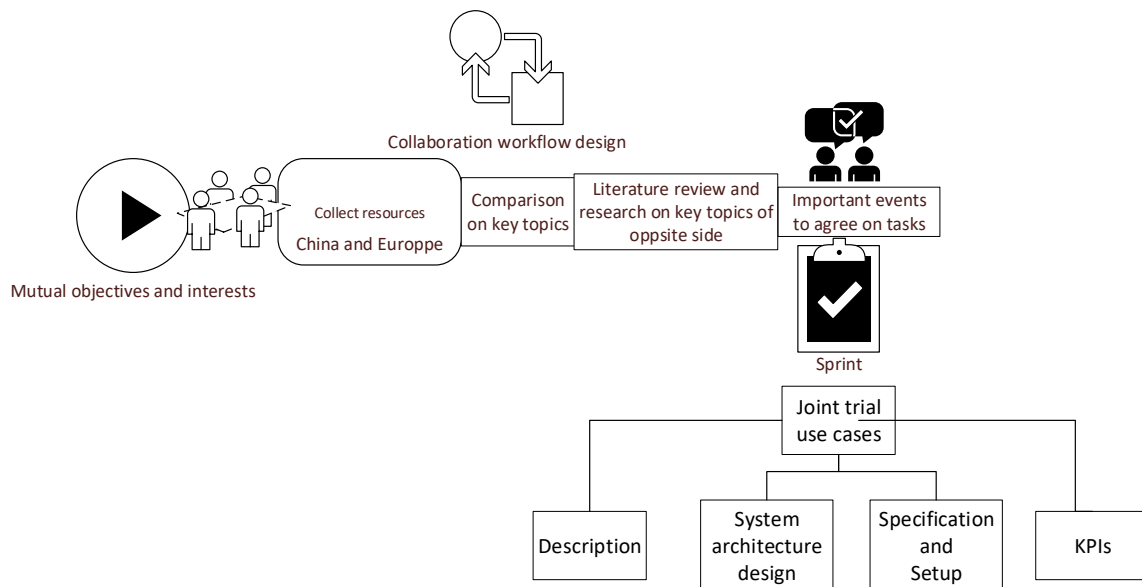 Collaboration workflow design
Mutual objectives and interests
Collect resources
China and Europpe
Comparison
on key topics
Literature review and
research on key topics of
oppsite side
Important events
to agree on tasks
Sprint
Joint trial
use cases
Description
System
architecture
design
Specification
and
Setup
KPIs